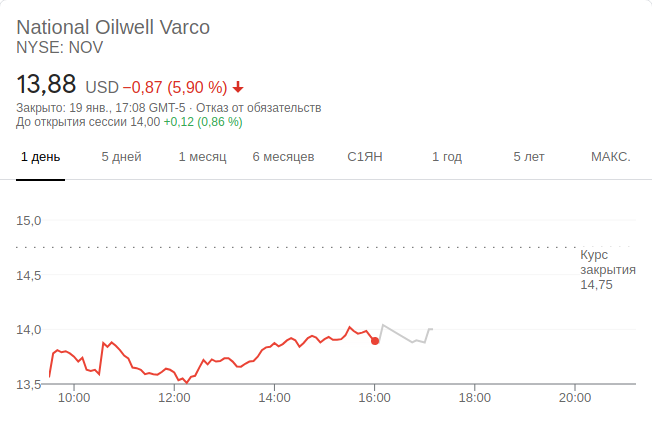 National Oilwell Varco
NYSE: NOV
13,88 USD −0,87 (5,90 %)
Закрыто: 19 янв., 17:08 GMT-5 · Отказ от обязательств
До открытия сессии 14,00 +0,12 (0,86 %)
1 день 5 дней 1 месяц 6 месяцев С1ЯН 1 год 5 лет МАКС.
15,0
Курс
закрытия
14,5
14,75
14,0
13,5
10:00 12:00 14:00 16:00 18:00 20:00